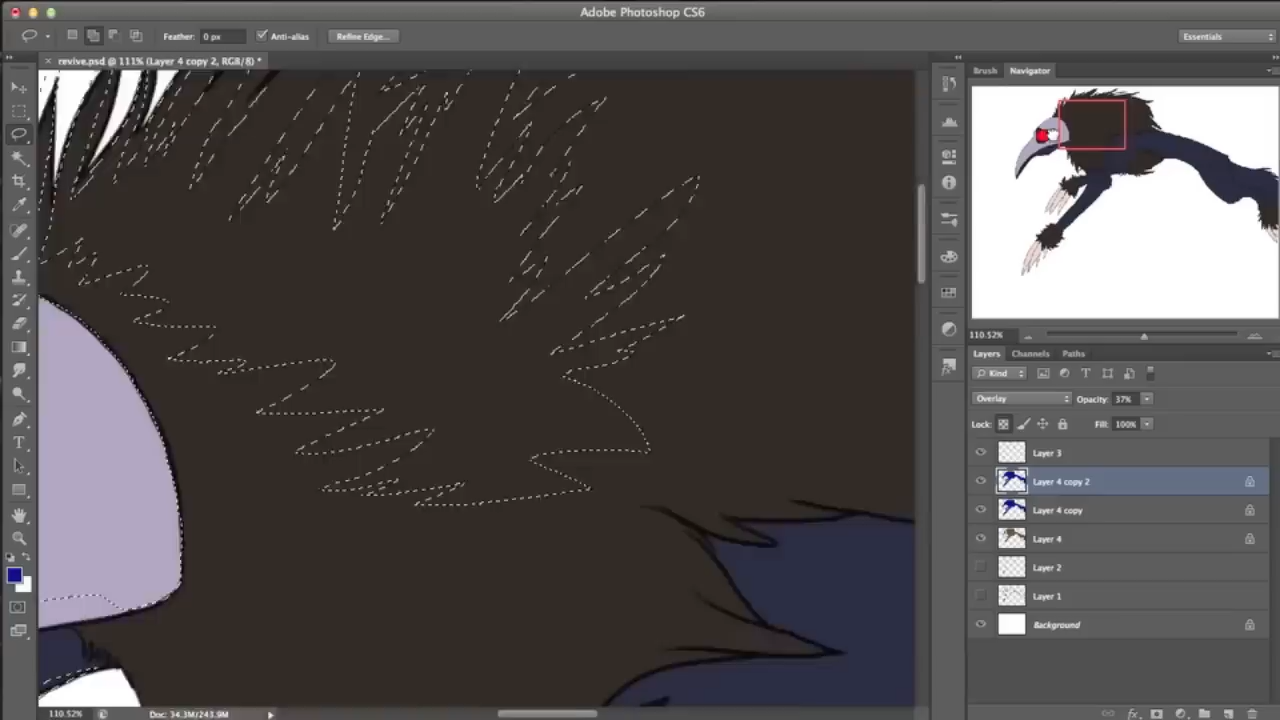 Adobe Photoshop CS6
Feather: 0 px Anti-alias Refine Edge... Essentials
revive.psd @ 111% (Layer 4 copy 2, RGB/8) *
Brush Navigator
110.52%
Layers Channels Paths
Kind
Overlay Opacity: 37%
Lock: Fill: 100%
Layer 3
Layer 4 copy 2
Layer 4 copy
Layer 4
Layer 2
Layer 1
Background
110.52% Doc: 34.3M/243.9M